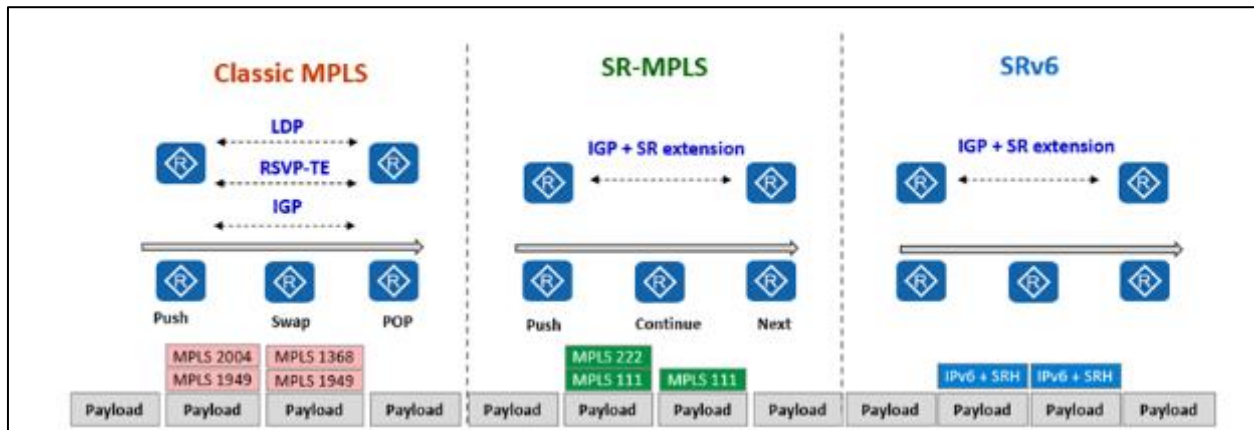 Classic MPLS
LDP
RSVP-TE
IGP
R R
R R R
Push Swap POP
MPLS 2004 MPLS 1368
MPLS 1949 MPLS 1949
Payload Payload Payload Payload
SR-MPLS
IGP + SR extension
R R
R R R
Push Continue Next
MPLS 222
MPLS 111 MPLS 111
Payload Payload Payload Payload
SRv6
IGP + SR extension
R R
R R R
IPv6 + SRH IPv6 + SRH
Payload Payload Payload Payload